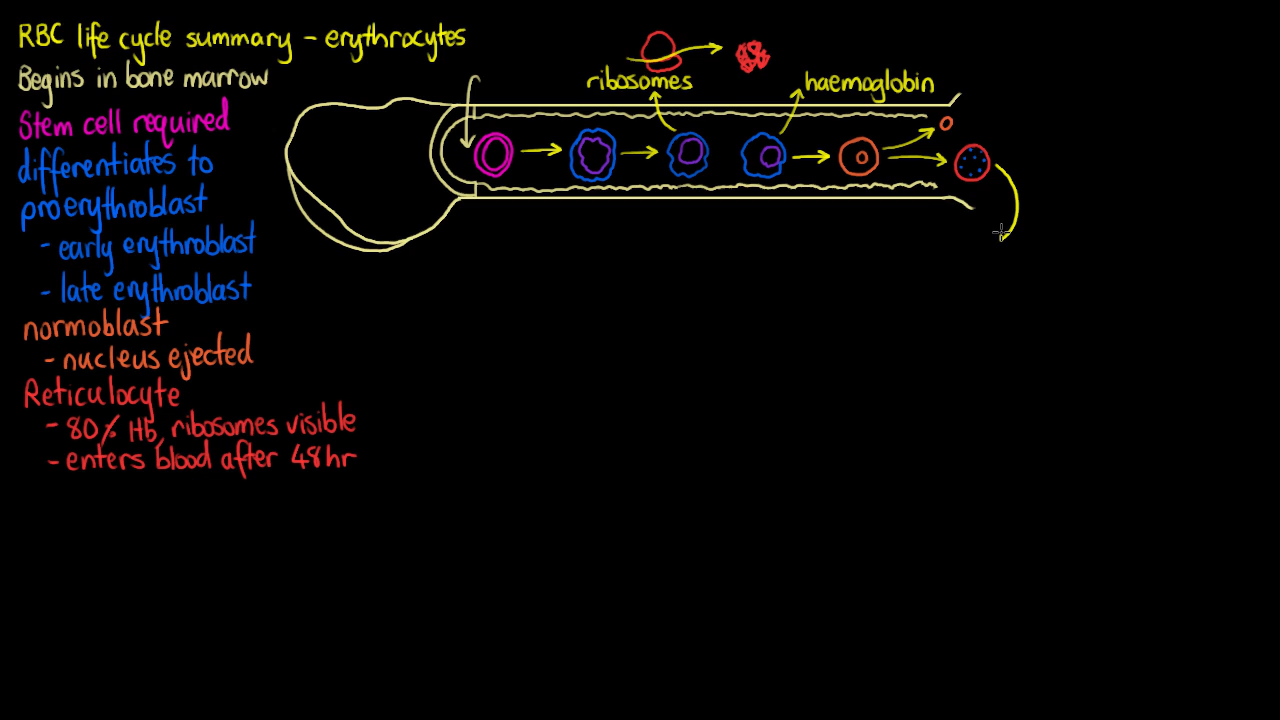 RBC life cycle summary - erythrocytes
Begins in bone marrow
Stem cell required
differentiates to
proerythroblast
- early erythroblast
- late erythroblast
normoblast
- nucleus ejected
Reticulocyte
- 80% Hb, ribosomes visible
- enters blood after 48hr
ribosomes
haemoglobin